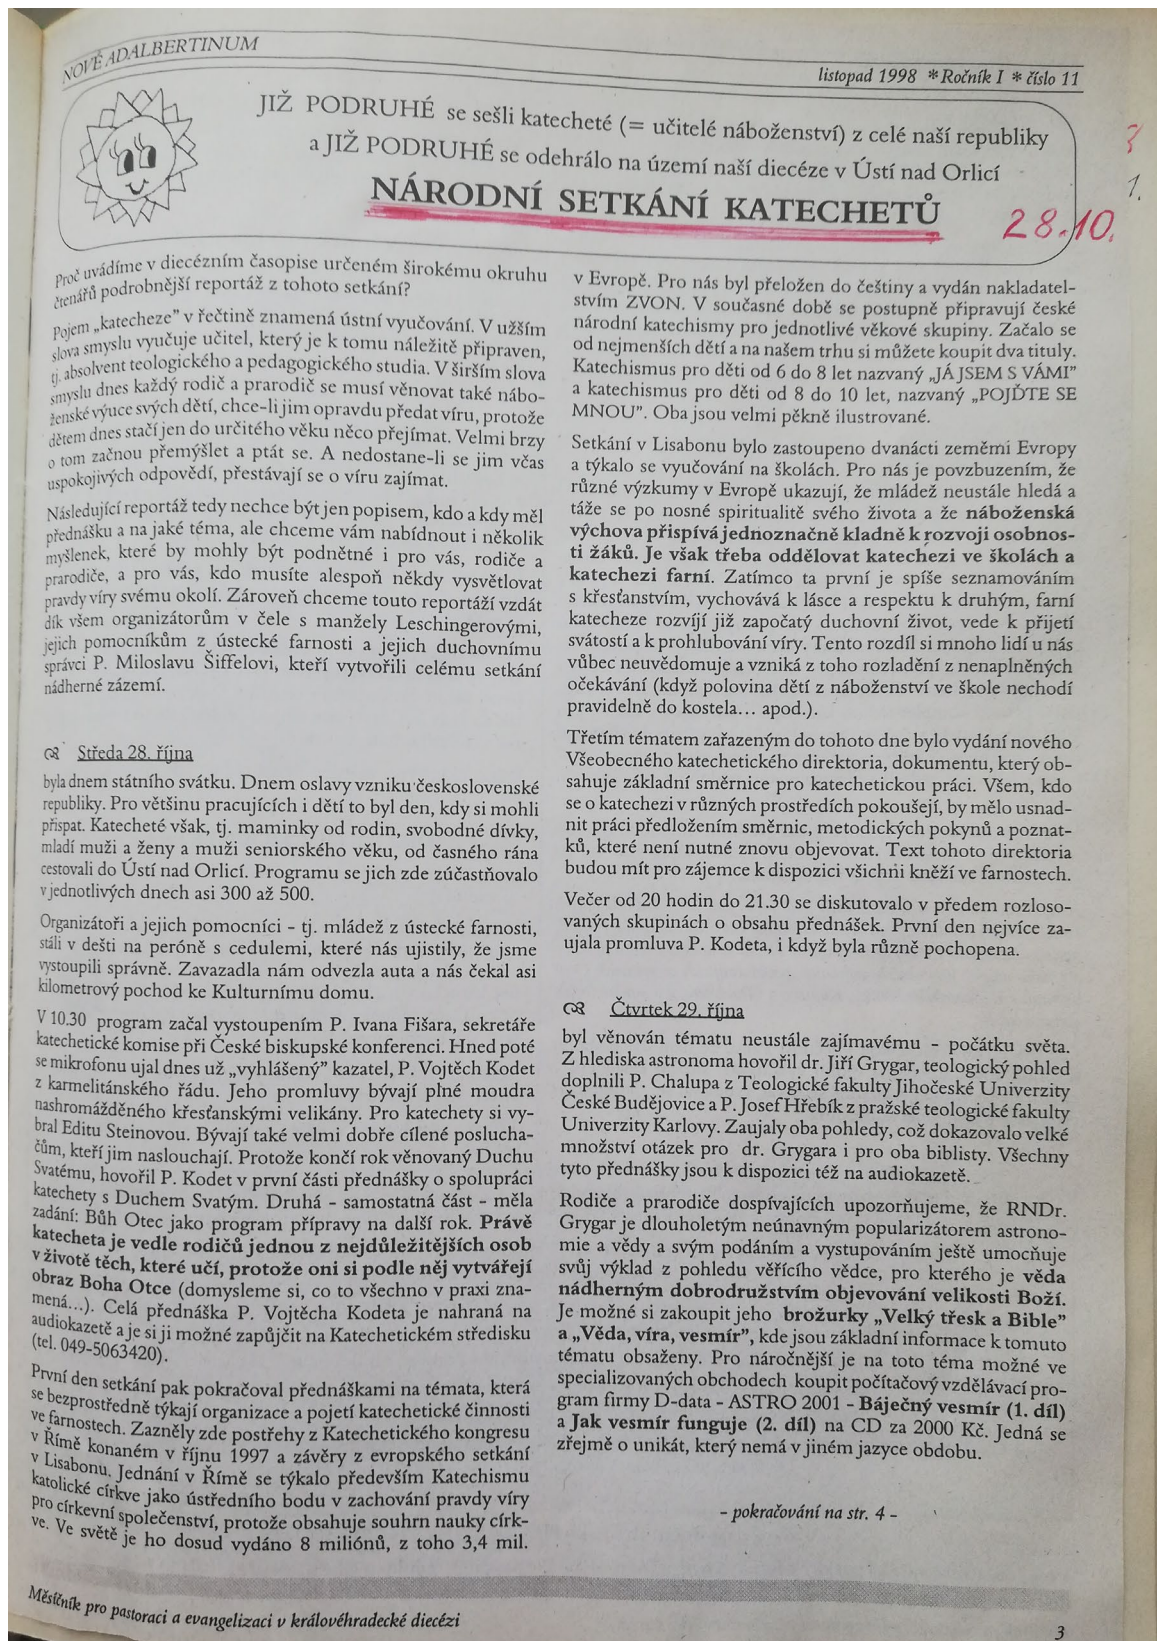 NOVÉ ADALBERTINUM
listopad 1998 * Ročník I * číslo 11
JIŽ PODRUHÉ se sešli katecheté (= učitelé náboženství) z celé naší republiky
a JIŽ PODRUHÉ se odehrálo na území naší diecéze v Ústí nad Orlicí
NÁRODNÍ SETKÁNÍ KATECHETŮ
28.10.
1.
Proč uvádíme v diecézním časopise určeném širokému okruhu
čtenářů podrobnější reportáž z tohoto setkání?
Pojem „katecheze" v řečtině znamená ústní vyučování. V užším
slova smyslu vyučuje učitel, který je k tomu náležitě připraven,
tj. absolvent teologického a pedagogického studia. V širším slova
smyslu dnes každý rodič a prarodič se musí věnovat také nábo-
ženské výuce svých dětí, chce-li jim opravdu předat víru, protože
dětem dnes stačí jen do určitého věku něco přejímat. Velmi brzy
o tom začnou přemýšlet a ptát se. A nedostane-li se jim včas
uspokojivých odpovědí, přestávají se o víru zajímat.
Následující reportáž tedy nechce být jen popisem, kdo a kdy měl
přednášku a na jaké téma, ale chceme vám nabídnout i několik
myšlenek, které by mohly být podnětné i pro vás, rodiče a
prarodiče, a pro vás, kdo musíte alespoň někdy vysvětlovat
pravdy víry svému okolí. Zároveň chceme touto reportáží vzdát
dík všem organizátorům v čele s manžely Leschingerovými,
jejich pomocníkům z ústecké farnosti a jejich duchovnímu
správci P. Miloslavu Šiffelovi, kteří vytvořili celému setkání
nádherné zázemí.
Středa 28. října
byla dnem státního svátku. Dnem oslavy vzniku československé
republiky. Pro většinu pracujících i dětí to byl den, kdy si mohli
přispat. Katecheté však, tj. maminky od rodin, svobodné dívky,
mladí muži a ženy a muži seniorského věku, od časného rána
cestovali do Ústí nad Orlicí. Programu se jich zde zúčastňovalo
v jednotlivých dnech asi 300 až 500.
Organizátoři a jejich pomocníci - tj. mládež z ústecké farnosti,
stáli v dešti na peróně s cedulemi, které nás ujistily, že jsme
vystoupili správně. Zavazadla nám odvezla auta a nás čekal asi
kilometrový pochod ke Kulturnímu domu.
V 10.30 program začal vystoupením P. Ivana Fišara, sekretáře
katechetické komise při České biskupské konferenci. Hned poté
se mikrofonu ujal dnes už „vyhlášený" kazatel, P. Vojtěch Kodet
z karmelitánského řádu. Jeho promluvy bývají plné moudra
nashromážděného křesťanskými velikány. Pro katechety si vy-
bral Editu Steinovou. Bývají také velmi dobře cílené poslucha-
čům, kteří jim naslouchají. Protože končí rok věnovaný Duchu
Svatému, hovořil P. Kodet v první části přednášky o spolupráci
katechety s Duchem Svatým. Druhá - samostatná část - měla
zadání: Bůh Otec jako program přípravy na další rok. Právě
katecheta je vedle rodičů jednou z nejdůležitějších osob
v životě těch, které učí, protože oni si podle něj vytvářejí
obraz Boha Otce (domysleme si, co to všechno v praxi zna-
mená...). Celá přednáška P. Vojtěcha Kodeta je nahraná na
audiokazetě a je si ji možné zapůjčit na Katechetickém středisku
(tel. 049-5063420).
První den setkání pak pokračoval přednáškami na témata, která
se bezprostředně týkají organizace a pojetí katechetické činnosti
ve farnostech. Zazněly zde postřehy z Katechetického kongresu
v Římě konaném v říjnu 1997 a závěry z evropského setkání
v Lisabonu. Jednání v Římě se týkalo především Katechismu
katolické církve jako ústředního bodu v zachování pravdy víry
pro církevní společenství, protože obsahuje souhrn nauky círk-
ve. Ve světě je ho dosud vydáno 8 miliónů, z toho 3,4 mil.
v Evropě. Pro nás byl přeložen do češtiny a vydán nakladatel-
stvím ZVON. V současné době se postupně připravují české
národní katechismy pro jednotlivé věkové skupiny. Začalo se
od nejmenších dětí a na našem trhu si můžete koupit dva tituly.
Katechismus pro děti od 6 do 8 let nazvaný „JÁ JSEM S VÁMI"
a katechismus pro děti od 8 do 10 let, nazvaný „POJĎTE SE
MNOU". Oba jsou velmi pěkně ilustrované.
Setkání v Lisabonu bylo zastoupeno dvanácti zeměmi Evropy
a týkalo se vyučování na školách. Pro nás je povzbuzením, že
různé výzkumy v Evropě ukazují, že mládež neustále hledá a
táže se po nosné spiritualitě svého života a že náboženská
výchova přispívá jednoznačně kladně k rozvoji osobnos-
ti žáků. Je však třeba oddělovat katechezi ve školách a
katechezi farní. Zatímco ta první je spíše seznamováním
s křesťanstvím, vychovává k lásce a respektu k druhým, farní
katecheze rozvíjí již započatý duchovní život, vede k přijetí
svátostí a k prohlubování víry. Tento rozdíl si mnoho lidí u nás
vůbec neuvědomuje a vzniká z toho rozladění z nenaplněných
očekávání (když polovina dětí z náboženství ve škole nechodí
pravidelně do kostela... apod.).
Třetím tématem zařazeným do tohoto dne bylo vydání nového
Všeobecného katechetického direktoria, dokumentu, který ob-
sahuje základní směrnice pro katechetickou práci. Všem, kdo
se o katechezi v různých prostředích pokoušejí, by mělo usnad-
nit práci předložením směrnic, metodických pokynů a poznat-
ků, které není nutné znovu objevovat. Text tohoto direktoria
budou mít pro zájemce k dispozici všichni kněží ve farnostech.
Večer od 20 hodin do 21.30 se diskutovalo v předem rozloso-
vaných skupinách o obsahu přednášek. První den nejvíce za-
ujala promluva P. Kodeta, i když byla různě pochopena.
Čtvrtek 29. října
byl věnován tématu neustále zajímavému - počátku světa.
Z hlediska astronoma hovořil dr. Jiří Grygar, teologický pohled
doplnili P. Chalupa z Teologické fakulty Jihočeské Univerzity
České Budějovice a P. Josef Hřebík z pražské teologické fakulty
Univerzity Karlovy. Zaujaly oba pohledy, což dokazovalo velké
množství otázek pro dr. Grygara i pro oba biblisty. Všechny
tyto přednášky jsou k dispozici též na audiokazetě.
Rodiče a prarodiče dospívajících upozorňujeme, že RNDr.
Grygar je dlouholetým neúnavným popularizátorem astrono-
mie a vědy a svým podáním a vystupováním ještě umocňuje
svůj výklad z pohledu věřícího vědce, pro kterého je věda
nádherným dobrodružstvím objevování velikosti Boží.
Je možné si zakoupit jeho brožurky „Velký třesk a Bible"
a „Věda, víra, vesmír", kde jsou základní informace k tomuto
tématu obsaženy. Pro náročnější je na toto téma možné ve
specializovaných obchodech koupit počítačový vzdělávací pro-
gram firmy D-data - ASTRO 2001 - Báječný vesmír (1. díl)
a Jak vesmír funguje (2. díl) na CD za 2000 Kč. Jedná se
zřejmě o unikát, který nemá v jiném jazyce obdobu.
- pokračování na str. 4 -
Měsíčník pro pastoraci a evangelizaci v královéhradecké diecézi
3